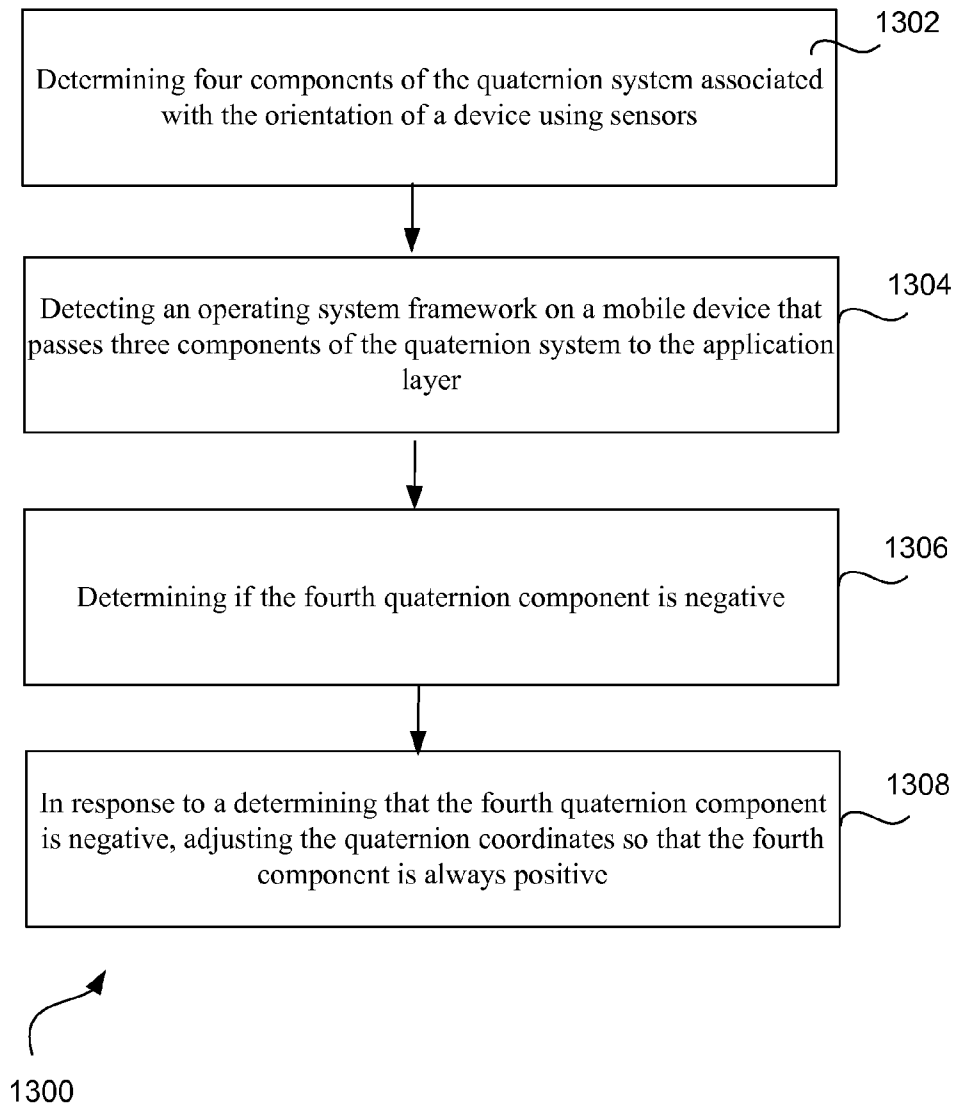 1302
Determining four components of the quaternion system associated
with the orientation of a device using sensors
1304
Detecting an operating system framework on a mobile device that
passes three components of the quaternion system to the application
layer
1306
Determining if the fourth quaternion component is negative
1308
In response to a determining that the fourth quaternion component
is negative, adjusting the quaternion coordinates so that the fourth
component is always positive
1300